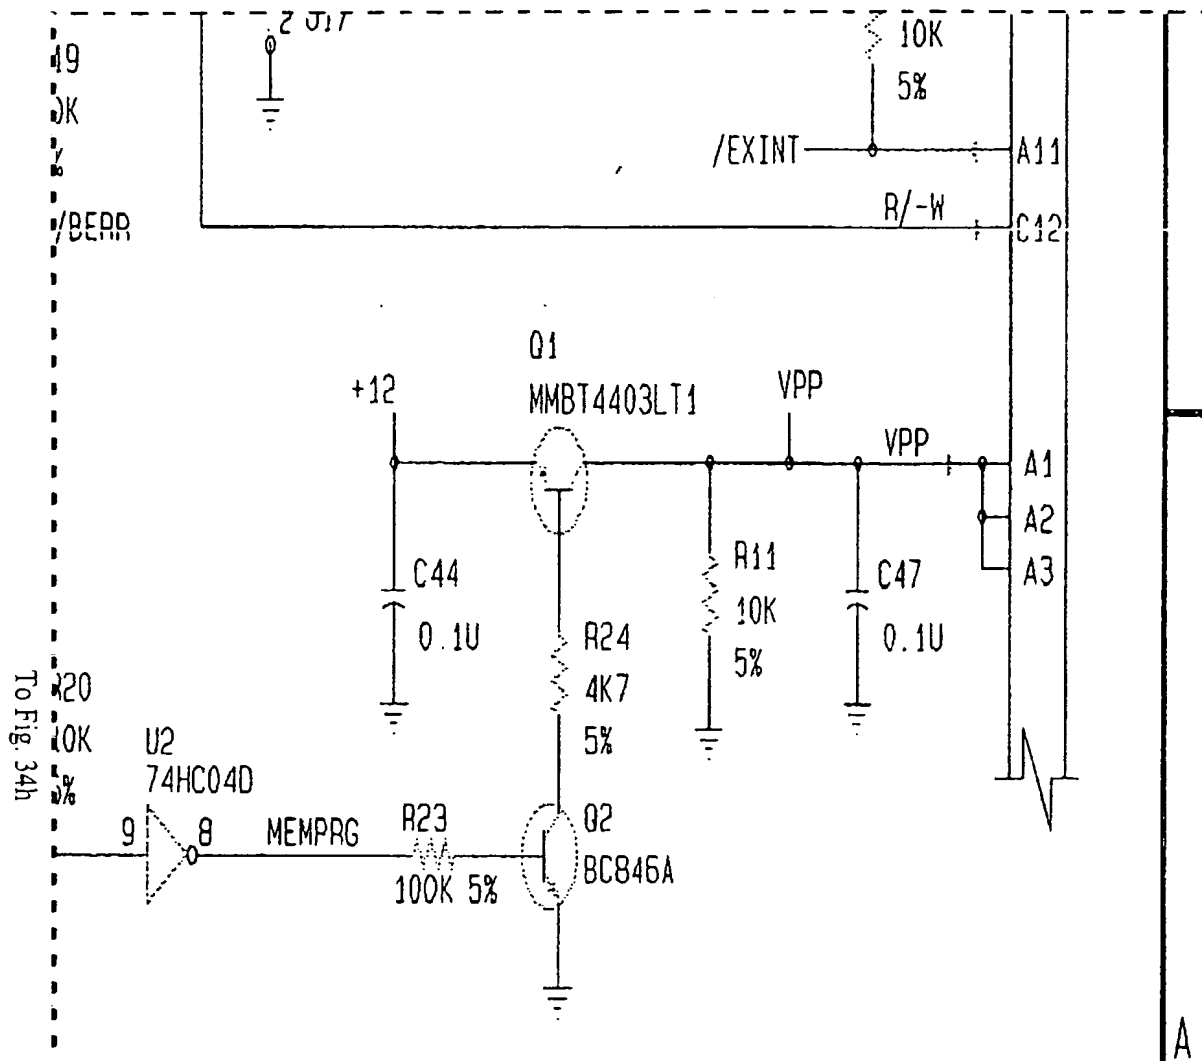 10K
5%
/EXINT
A11
R/-W
C12
/BERR
Q1
MMBT4403LT1
+12
VPP
VPP
A1
A2
A3
C44
0.1U
R11
10K
5%
C47
0.1U
R24
4K7
5%
To Fig. 34h
U2
74HC04D
9
8
MEMPRG
R23
100K 5%
Q2
BC846A
A